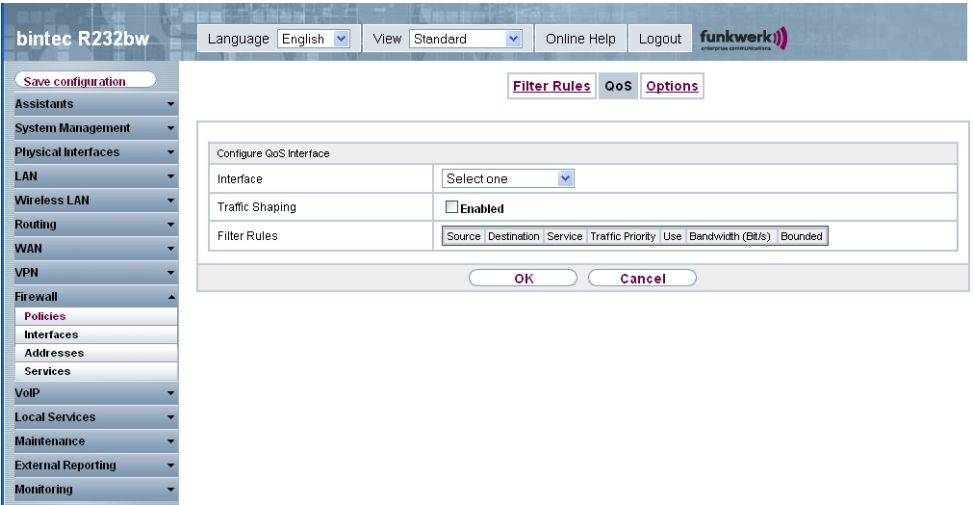 bintec R232bw
Language English View Standard Online Help Logout funkwerk
enterprise communications
Save configuration
Assistants
System Management
Physical Interfaces
LAN
Wireless LAN
Routing
WAN
VPN
Firewall
Policies
Interfaces
Addresses
Services
VoIP
Local Services
Maintenance
External Reporting
Monitoring
Filter Rules QoS Options
Configure QoS Interface
Interface Select one
Traffic Shaping Enabled
Filter Rules Source Destination Service Traffic Priority Use Bandwidth (Bit/s) Bounded
OK Cancel